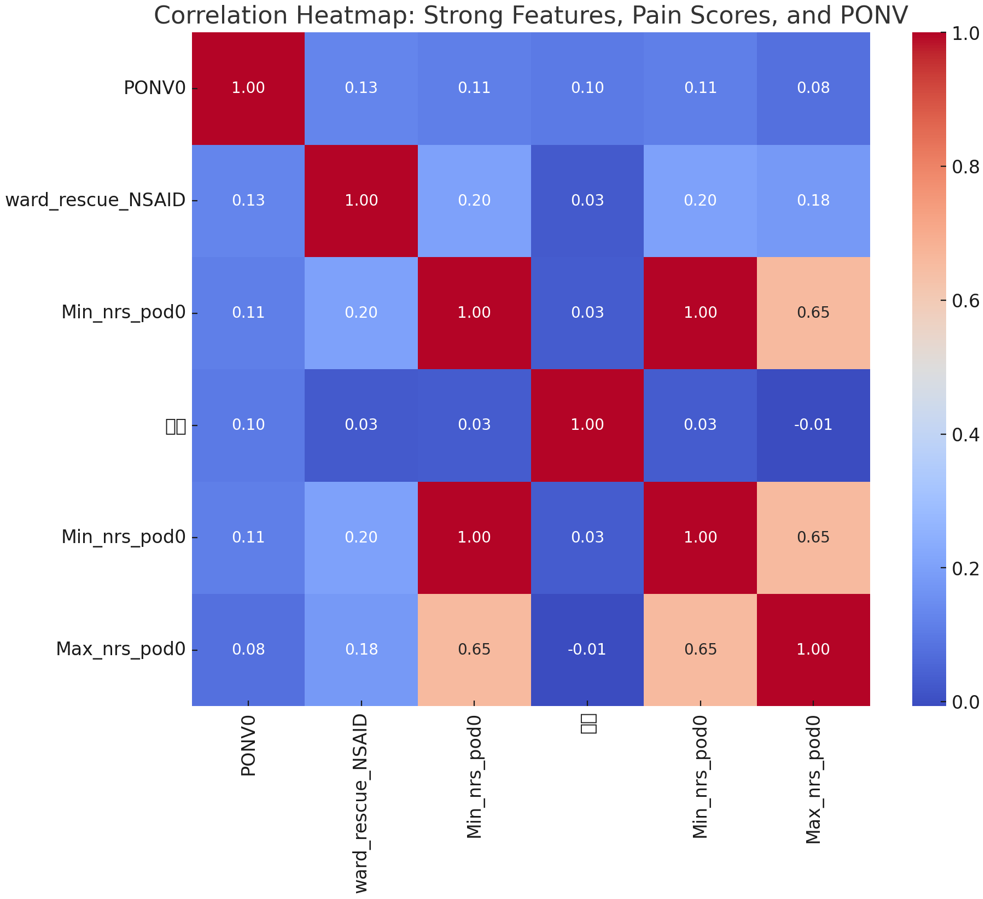 Correlation Heatmap: Strong Features, Pain Scores, and PONV
PONV0 1.00 0.13 0.11 0.10 0.11 0.08
ward_rescue_NSAID 0.13 1.00 0.20 0.03 0.20 0.18
Min_nrs_pod0 0.11 0.20 1.00 0.03 1.00 0.65
0.10 0.03 0.03 1.00 0.03 -0.01
Min_nrs_pod0 0.11 0.20 1.00 0.03 1.00 0.65
Max_nrs_pod0 0.08 0.18 0.65 -0.01 0.65 1.00
PONV0
ward_rescue_NSAID
Min_nrs_pod0
Min_nrs_pod0
Max_nrs_pod0
1.0
0.8
0.6
0.4
0.2
0.0